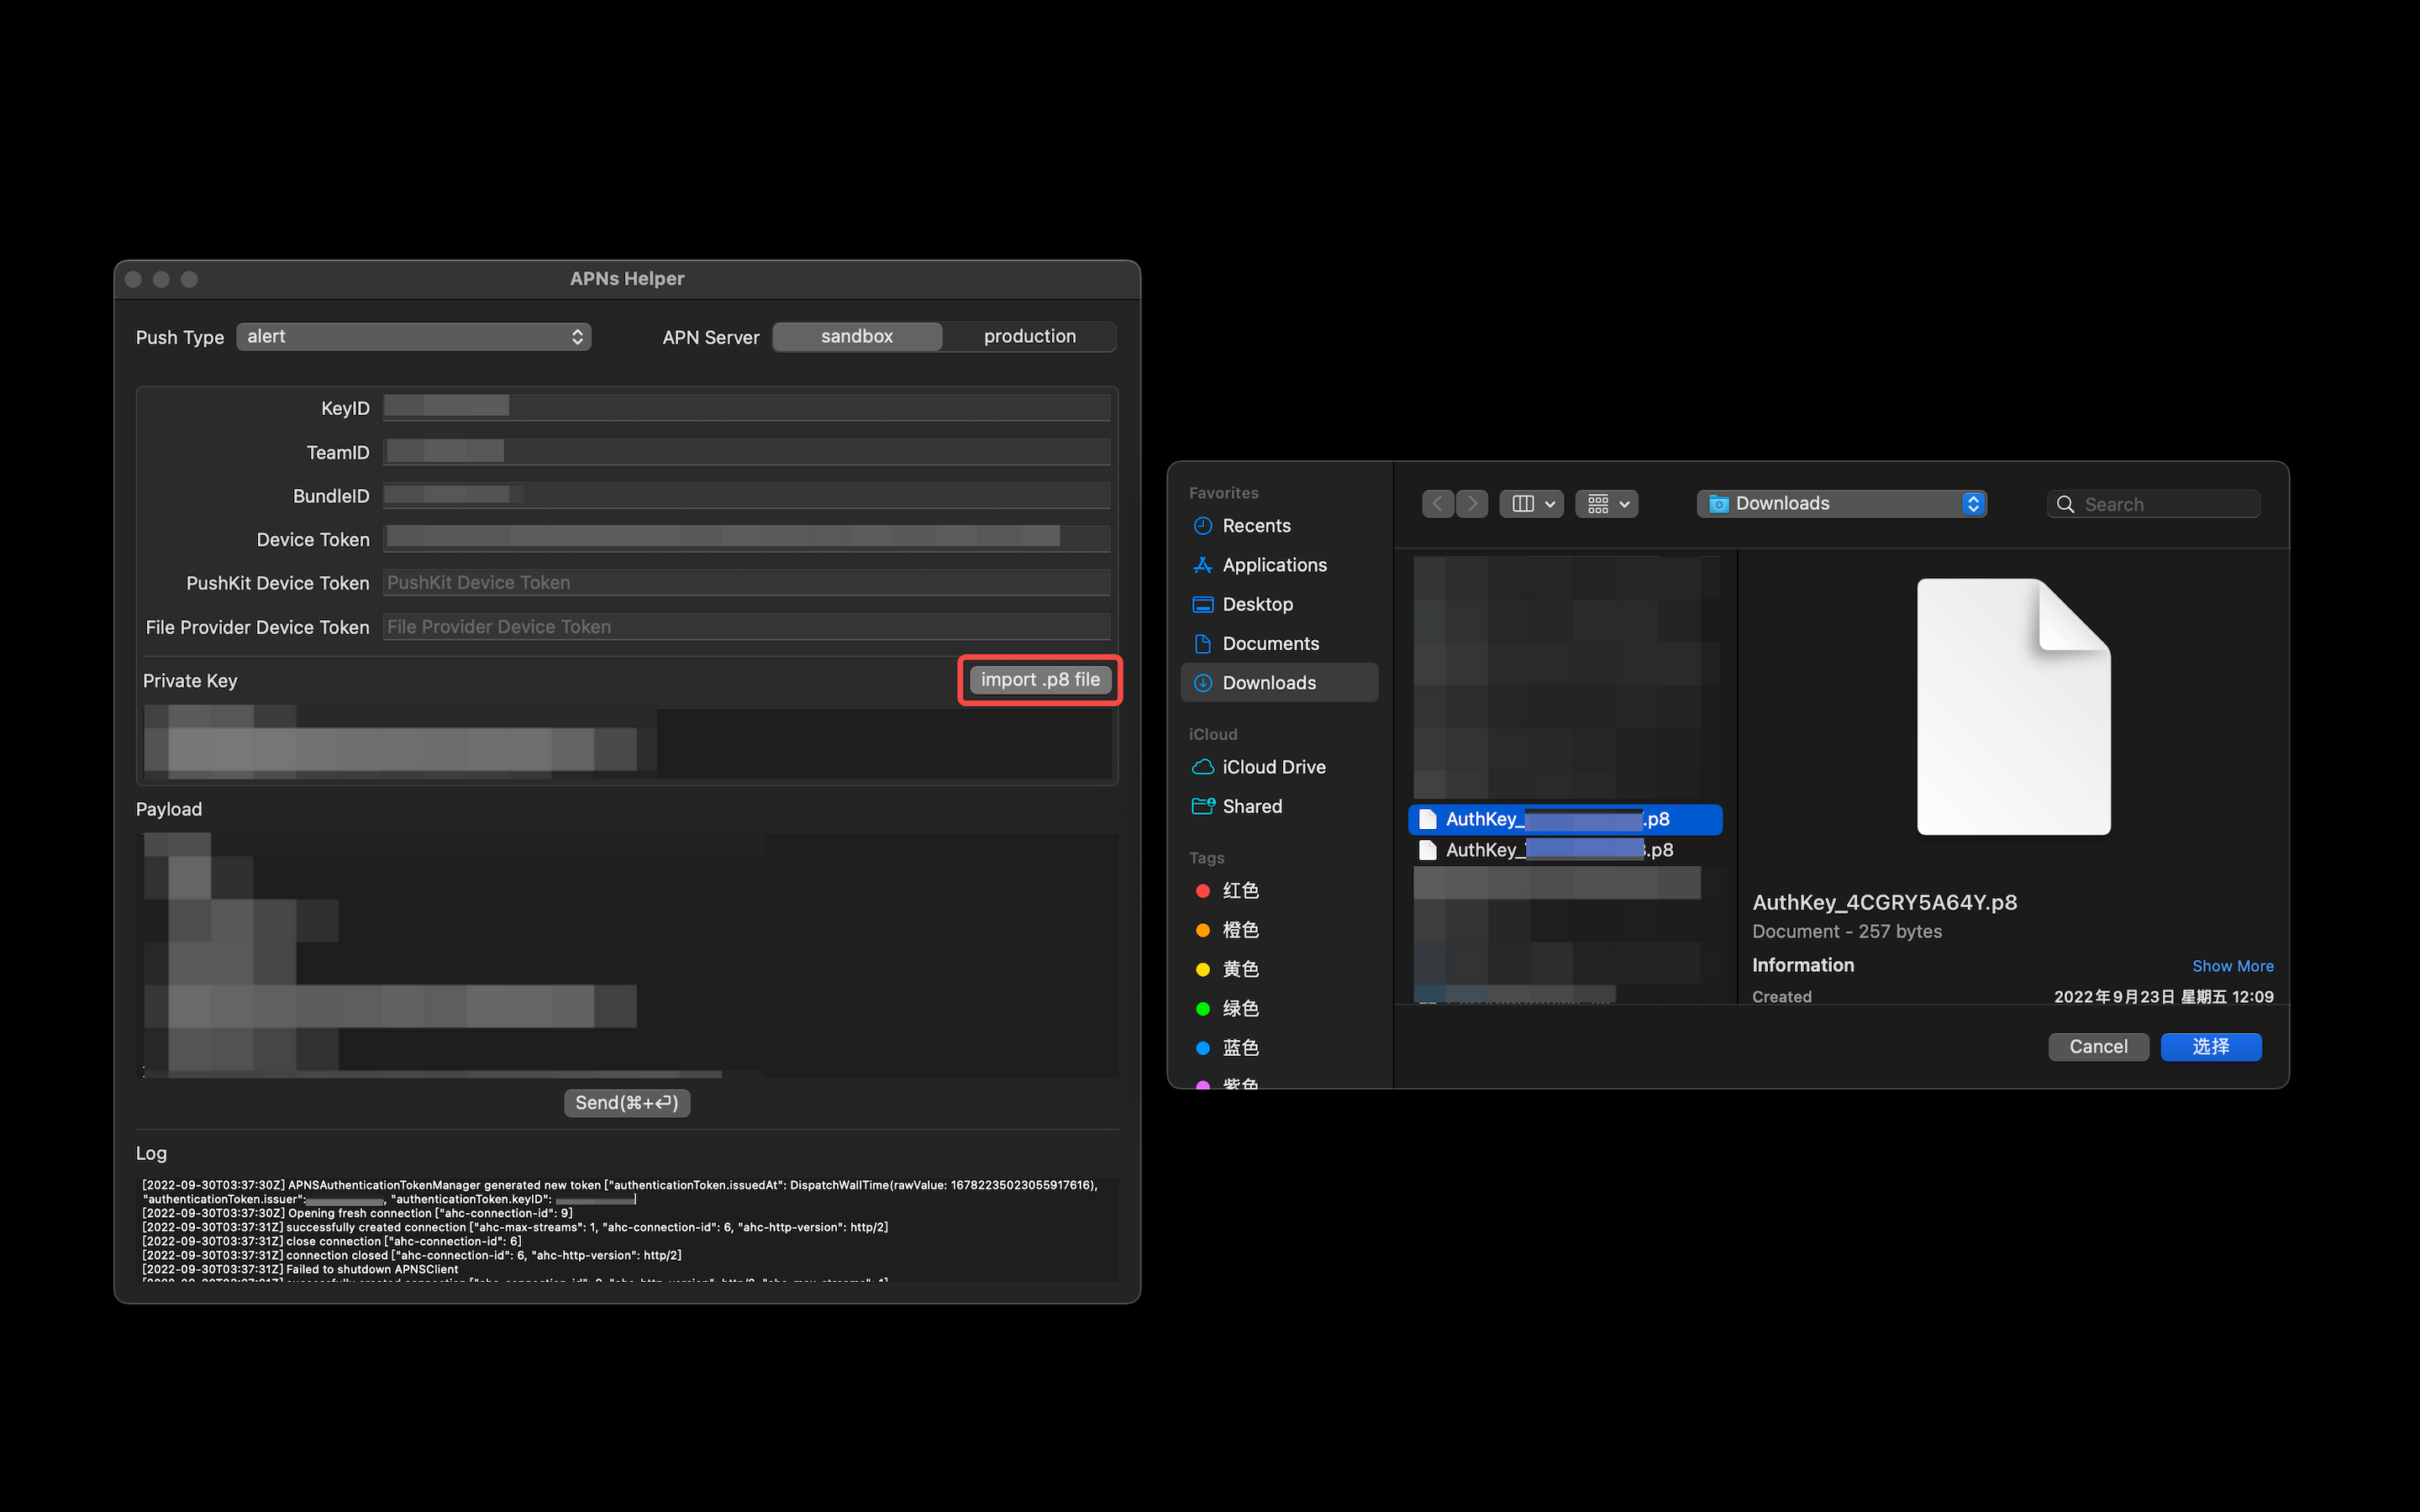 APNs Helper
Push Type alert APN Server sandbox production
KeyID
TeamID
BundleID
Device Token
PushKit Device Token PushKit Device Token
File Provider Device Token File Provider Device Token
Private Key import .p8 file
Payload
Send(⌘+⏎)
Log
[2022-09-30T03:37:30Z] APNSAuthenticationTokenManager generated new token ["authenticationToken.issuedAt": DispatchWallTime(rawValue: 16782235023055917616),
"authenticationToken.issuer": , "authenticationToken.keyID": ]
[2022-09-30T03:37:30Z] Opening fresh connection ["ahc-connection-id": 9]
[2022-09-30T03:37:31Z] successfully created connection ["ahc-max-streams": 1, "ahc-connection-id": 6, "ahc-http-version": http/2]
[2022-09-30T03:37:31Z] close connection ["ahc-connection-id": 6]
[2022-09-30T03:37:31Z] connection closed ["ahc-connection-id": 6, "ahc-http-version": http/2]
[2022-09-30T03:37:31Z] Failed to shutdown APNSClient
Favorites
Recents
Applications
Desktop
Documents
Downloads
iCloud
iCloud Drive
Shared
Tags
红色
橙色
黄色
绿色
蓝色
紫色
Downloads
Search
AuthKey_ .p8
AuthKey_ .p8
AuthKey_4CGRY5A64Y.p8
Document - 257 bytes
Information Show More
Created 2022年9月23日 星期五 12:09
Cancel 选择